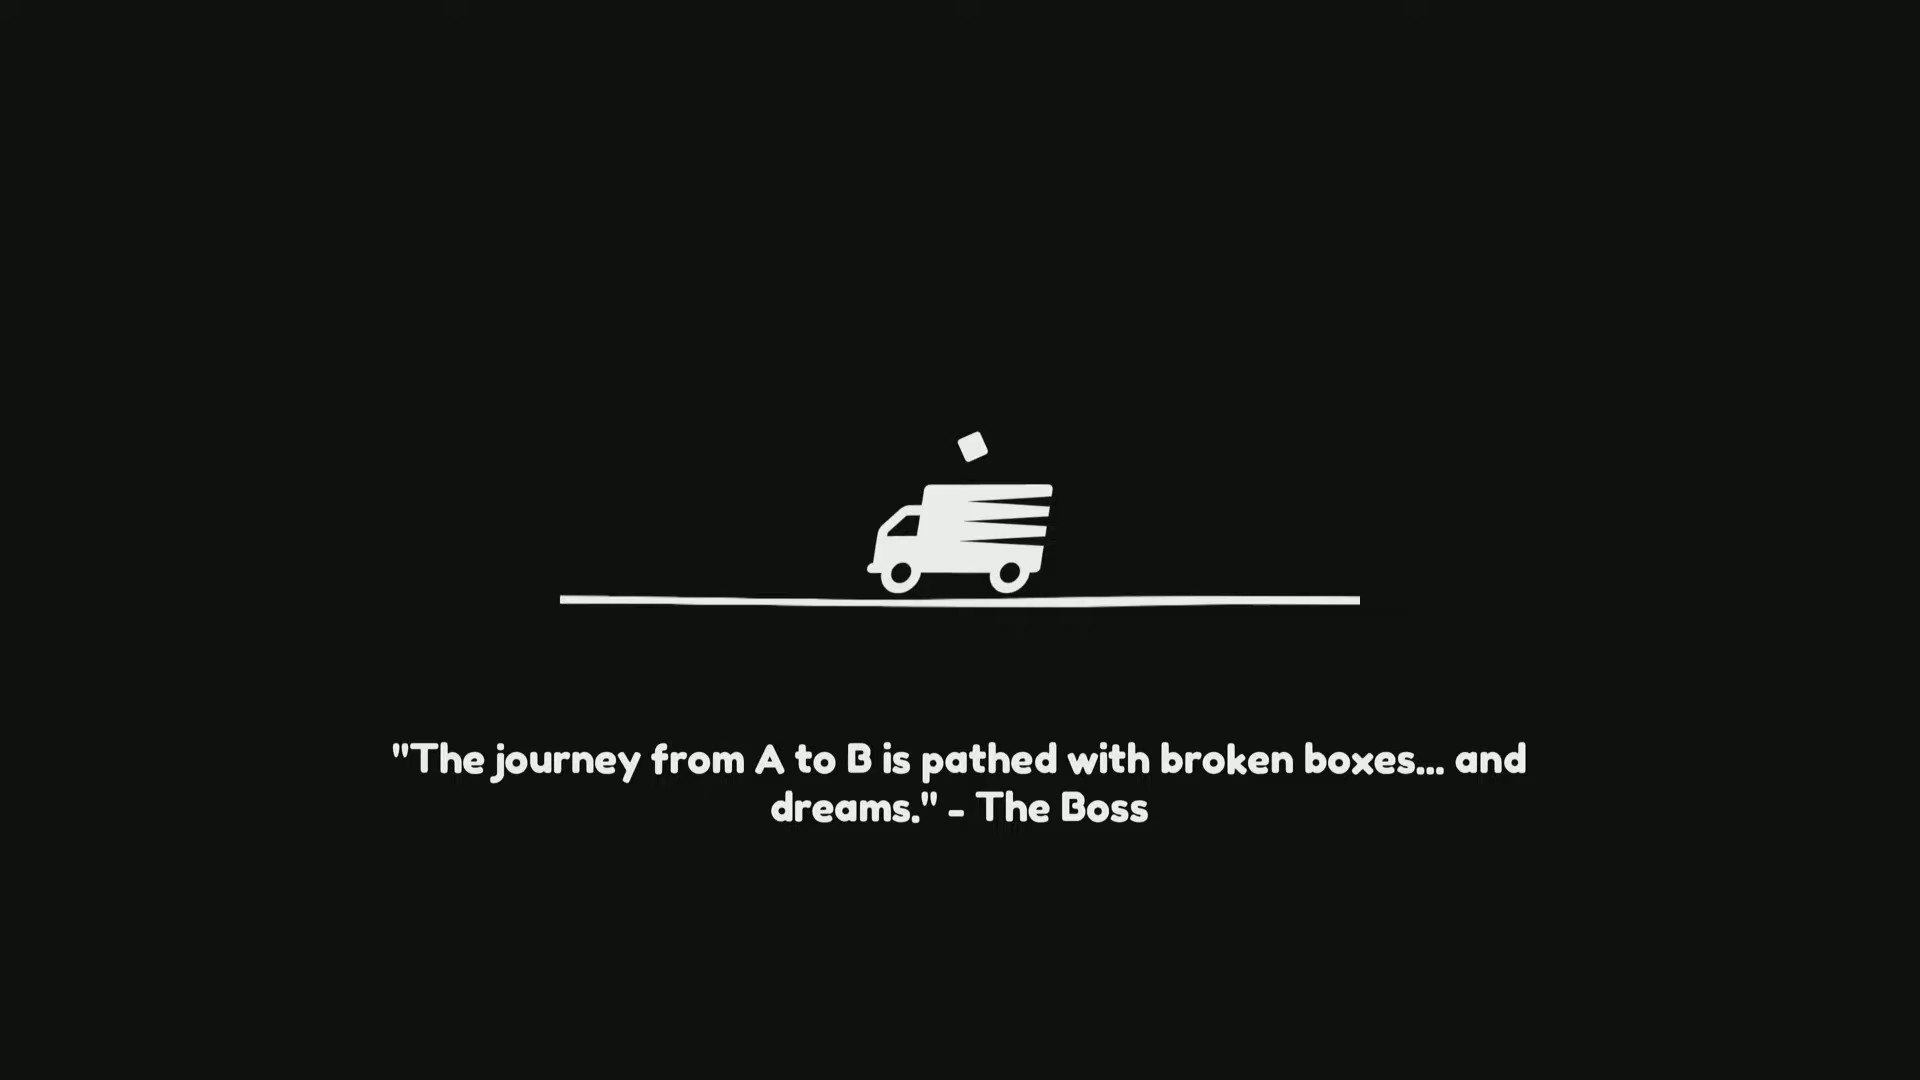 "The journey from A to B is pathed with broken boxes... and
dreams." - The Boss